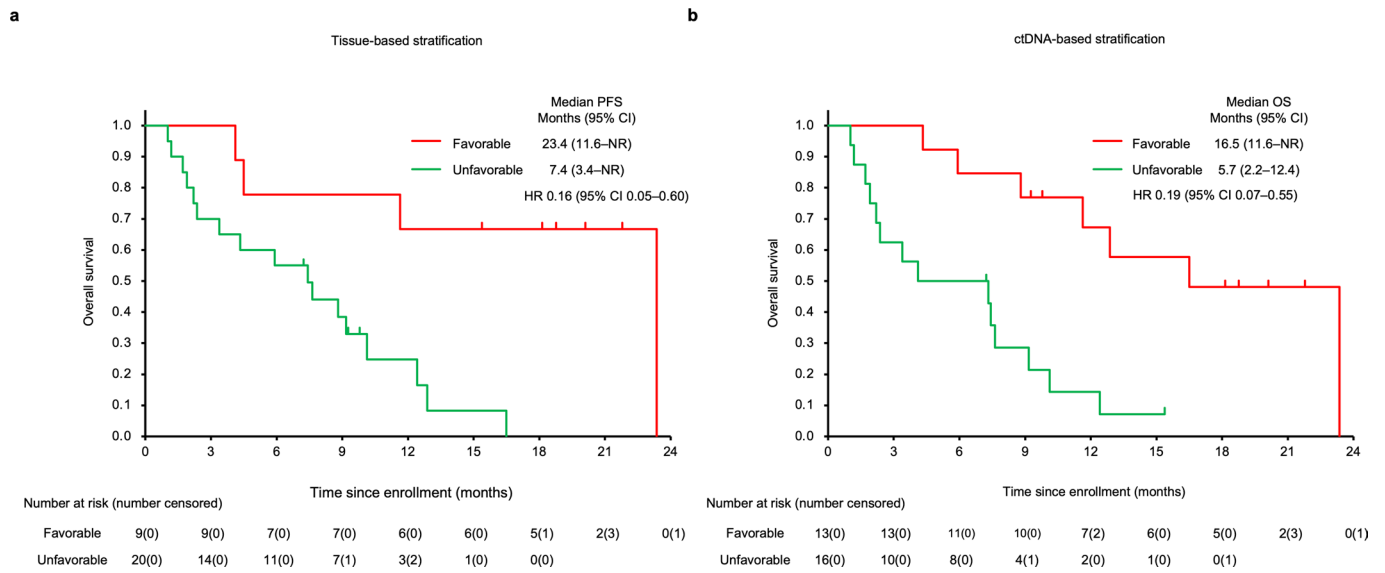 a
Tissue-based stratification
Median PFS
Months (95% CI)
Favorable 23.4 (11.6–NR)
Unfavorable 7.4 (3.4–NR)
HR 0.16 (95% CI 0.05–0.60)
Overall survival
1.0
0.9
0.8
0.7
0.6
0.5
0.4
0.3
0.2
0.1
0.0
0 3 6 9 12 15 18 21 24
Time since enrollment (months)
Number at risk (number censored)
Favorable 9(0) 9(0) 7(0) 7(0) 6(0) 6(0) 5(1) 2(3) 0(1)
Unfavorable 20(0) 14(0) 11(0) 7(1) 3(2) 1(0) 0(0)
b
ctDNA-based stratification
Median OS
Months (95% CI)
Favorable 16.5 (11.6–NR)
Unfavorable 5.7 (2.2–12.4)
HR 0.19 (95% CI 0.07–0.55)
Overall survival
1.0
0.9
0.8
0.7
0.6
0.5
0.4
0.3
0.2
0.1
0.0
0 3 6 9 12 15 18 21 24
Time since enrollment (months)
Number at risk (number censored)
Favorable 13(0) 13(0) 11(0) 10(0) 7(2) 6(0) 5(0) 2(3) 0(1)
Unfavorable 16(0) 10(0) 8(0) 4(1) 2(0) 1(0) 0(1)